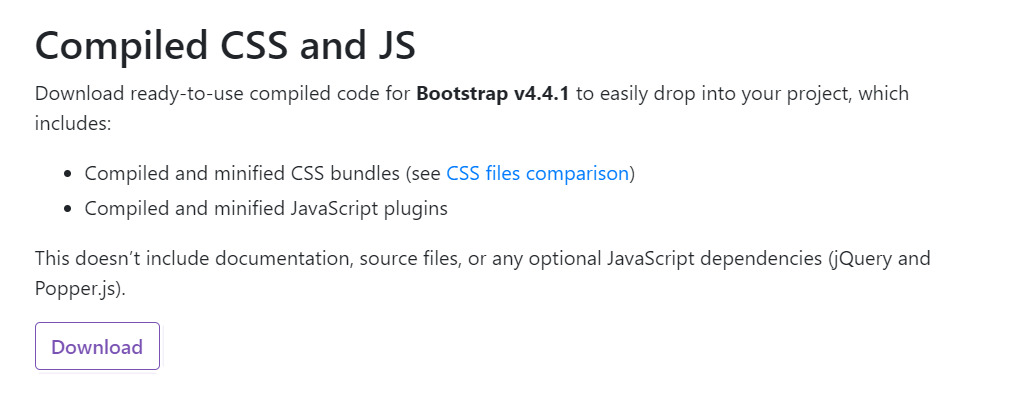 Compiled CSS and JS
Download ready-to-use compiled code for Bootstrap v4.4.1 to easily drop into your project, which
includes:
• Compiled and minified CSS bundles (see CSS files comparison)
• Compiled and minified JavaScript plugins
This doesn’t include documentation, source files, or any optional JavaScript dependencies (jQuery and
Popper.js).
Download